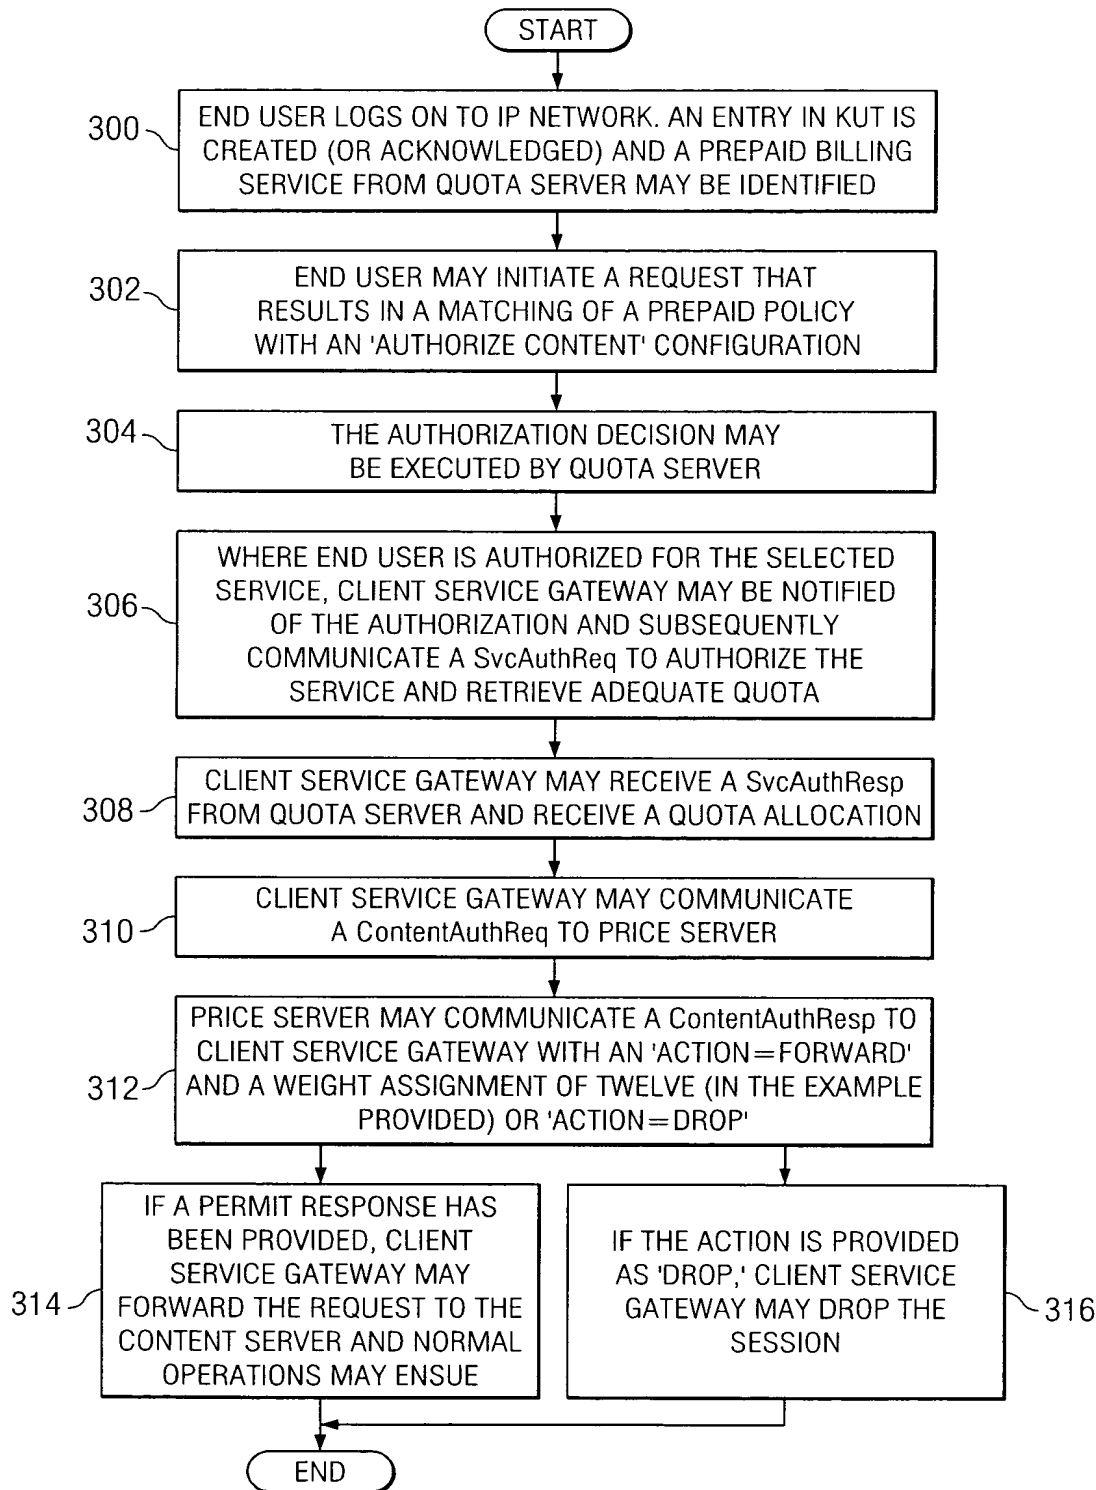 START
300
END USER LOGS ON TO IP NETWORK. AN ENTRY IN KUT IS
CREATED (OR ACKNOWLEDGED) AND A PREPAID BILLING
SERVICE FROM QUOTA SERVER MAY BE IDENTIFIED
302
END USER MAY INITIATE A REQUEST THAT
RESULTS IN A MATCHING OF A PREPAID POLICY
WITH AN 'AUTHORIZE CONTENT' CONFIGURATION
304
THE AUTHORIZATION DECISION MAY
BE EXECUTED BY QUOTA SERVER
306
WHERE END USER IS AUTHORIZED FOR THE SELECTED
SERVICE, CLIENT SERVICE GATEWAY MAY BE NOTIFIED
OF THE AUTHORIZATION AND SUBSEQUENTLY
COMMUNICATE A SvcAuthReq TO AUTHORIZE THE
SERVICE AND RETRIEVE ADEQUATE QUOTA
308
CLIENT SERVICE GATEWAY MAY RECEIVE A SvcAuthResp
FROM QUOTA SERVER AND RECEIVE A QUOTA ALLOCATION
310
CLIENT SERVICE GATEWAY MAY COMMUNICATE
A ContentAuthReq TO PRICE SERVER
312
PRICE SERVER MAY COMMUNICATE A ContentAuthResp TO
CLIENT SERVICE GATEWAY WITH AN 'ACTION=FORWARD'
AND A WEIGHT ASSIGNMENT OF TWELVE (IN THE EXAMPLE
PROVIDED) OR 'ACTION=DROP'
314
IF A PERMIT RESPONSE HAS
BEEN PROVIDED, CLIENT
SERVICE GATEWAY MAY
FORWARD THE REQUEST TO THE
CONTENT SERVER AND NORMAL
OPERATIONS MAY ENSUE
IF THE ACTION IS PROVIDED
AS 'DROP,' CLIENT SERVICE
GATEWAY MAY DROP THE
SESSION
316
END